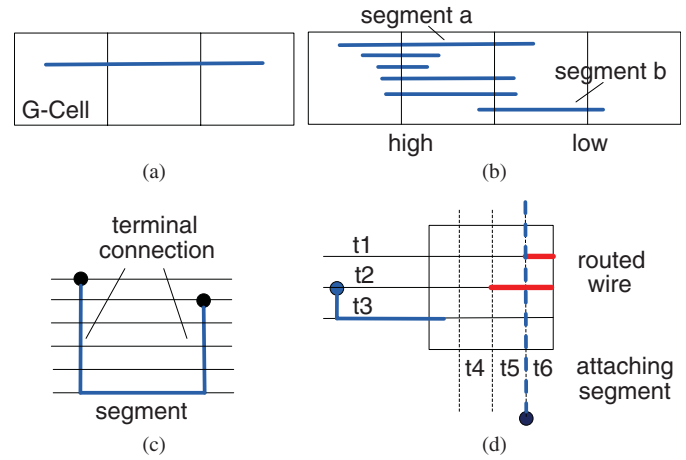 segment a
segment b
G-Cell
high
low
(a)
(b)
terminal
connection
segment
(c)
t1
t2
t3
routed
wire
t4
t5
t6
attaching
segment
(d)